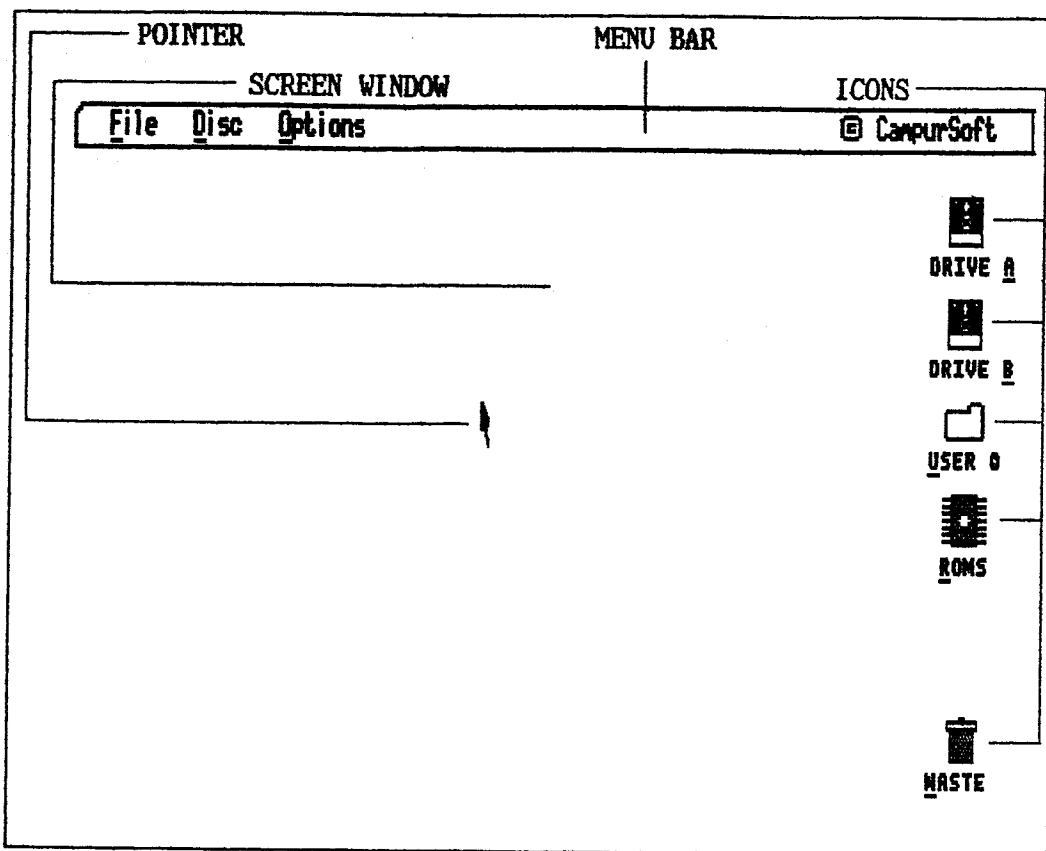 POINTER MENU BAR
SCREEN WINDOW ICONS
File Disc Options © CampurSoft
DRIVE A
DRIVE B
USER 0
ROMS
WASTE